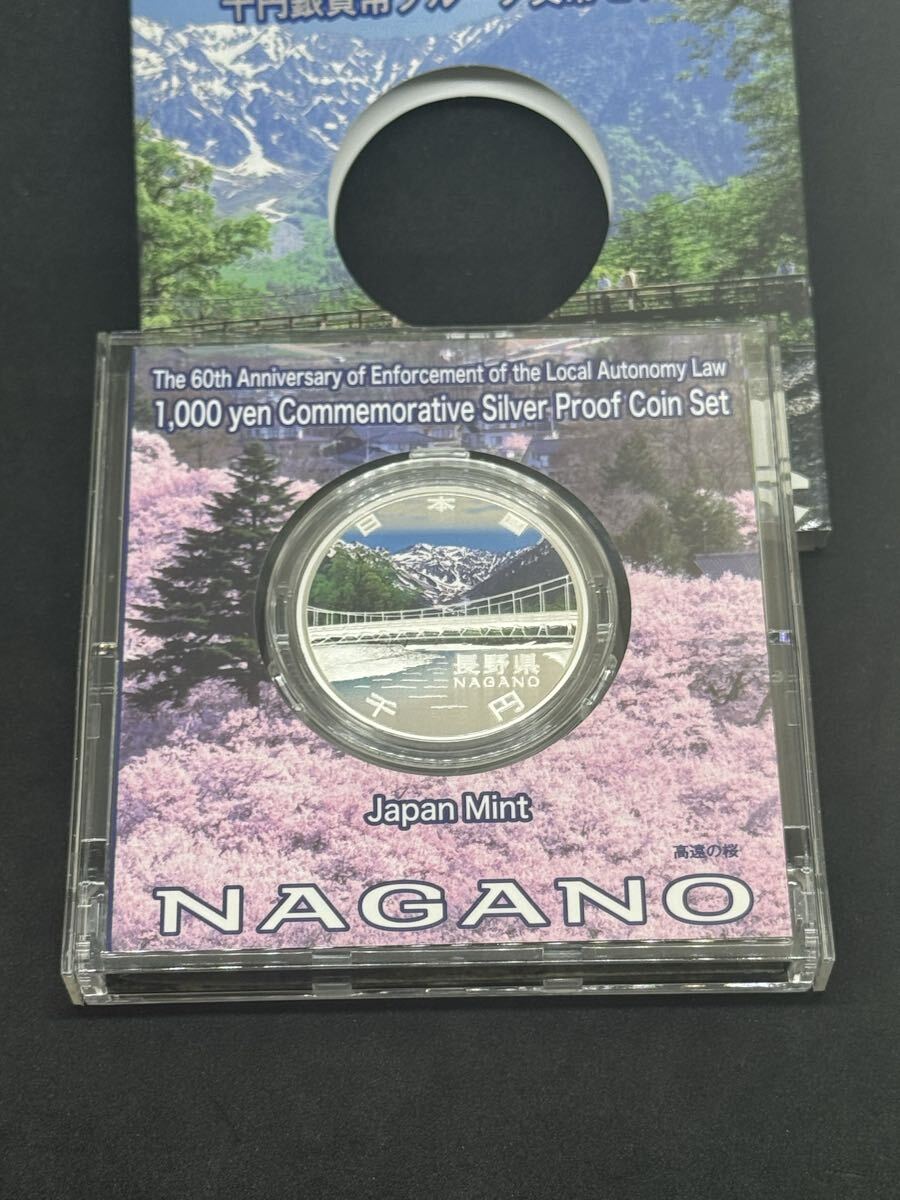 千円銀貨幣プルーフ貨幣セ
The 60th Anniversary of Enforcement of the Local Autonomy Law
1,000 yen Commemorative Silver Proof Coin Set
日本国
長野県
NAGANO
千円
Japan Mint
高遠の桜
NAGANO